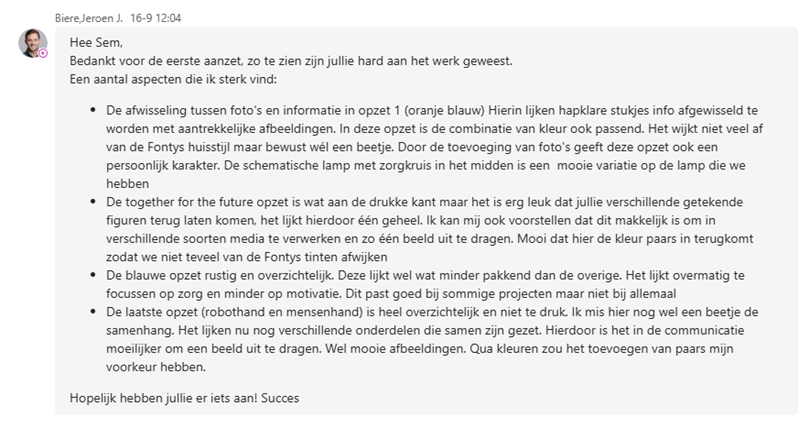 Biere,Jeroen J. 16-9 12:04
Hee Sem,
Bedankt voor de eerste aanzet, zo te zien zijn jullie hard aan het werk geweest.
Een aantal aspecten die ik sterk vind:
• De afwisseling tussen foto's en informatie in opzet 1 (oranje blauw) Hierin lijken hapklare stukjes info afgewisseld te
worden met aantrekkelijke afbeeldingen. In deze opzet is de combinatie van kleur ook passend. Het wijkt niet veel af
van de Fontys huisstijl maar bewust wél een beetje. Door de toevoeging van foto's geeft deze opzet ook een
persoonlijk karakter. De schematische lamp met zorgkruis in het midden is een mooie variatie op de lamp die we
hebben
• De together for the future opzet is wat aan de drukke kant maar het is erg leuk dat jullie verschillende getekende
figuren terug laten komen, het lijkt hierdoor één geheel. Ik kan mij ook voorstellen dat dit makkelijk is om in
verschillende soorten media te verwerken en zo één beeld uit te dragen. Mooi dat hier de kleur paars in terugkomt
zodat we niet teveel van de Fontys tinten afwijken
• De blauwe opzet rustig en overzichtelijk. Deze lijkt wel wat minder pakkend dan de overige. Het lijkt overmatig te
focussen op zorg en minder op motivatie. Dit past goed bij sommige projecten maar niet bij allemaal
• De laatste opzet (robothand en mensenhand) is heel overzichtelijk en niet te druk. Ik mis hier nog wel een beetje de
samenhang. Het lijken nu nog verschillende onderdelen die samen zijn gezet. Hierdoor is het in de communicatie
moeilijker om een beeld uit te dragen. Wel mooie afbeeldingen. Qua kleuren zou het toevoegen van paars mijn
voorkeur hebben.
Hopelijk hebben jullie er iets aan! Succes